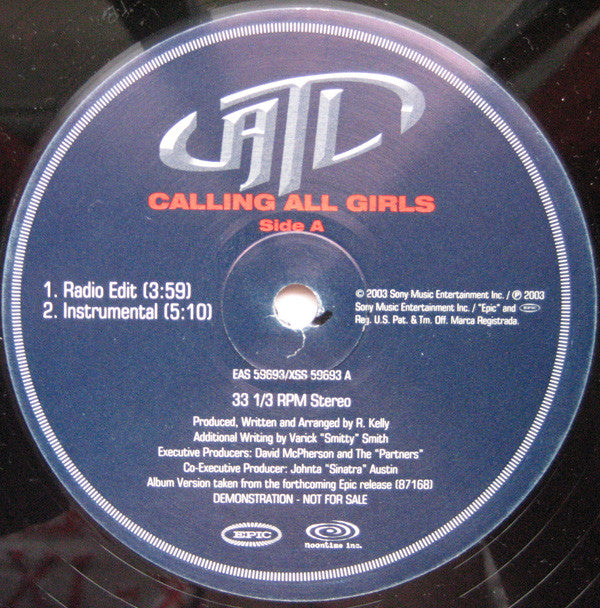 ATL
CALLING ALL GIRLS
Side A
1. Radio Edit (3:59)
2. Instrumental (5:10)
© 2003 Sony Music Entertainment Inc. / ℗ 2003
Sony Music Entertainment Inc. / "Epic" and EPIC
Reg. U.S. Pat. & Tm. Off. Marca Registrada.
EAS 59693/XSS 59693 A
33 1/3 RPM Stereo
Produced, Written and Arranged by R. Kelly
Additional Writing by Varick "Smitty" Smith
Executive Producers: David McPherson and The "Partners"
Co-Executive Producer: Johnta "Sinatra" Austin
Album Version taken from the forthcoming Epic release (87168)
DEMONSTRATION - NOT FOR SALE
EPIC
noontime inc.